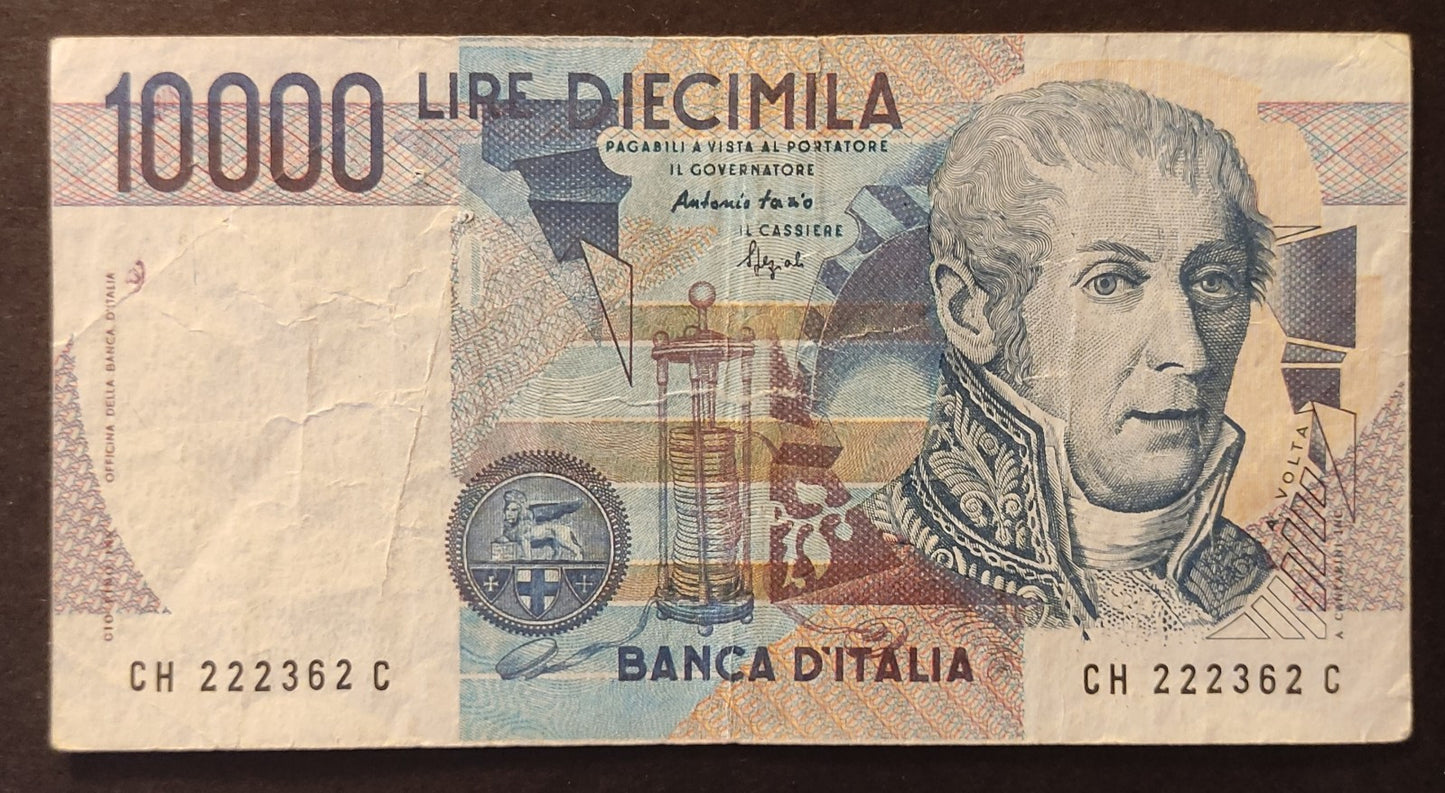 10000 LIRE DIECIMILA
PAGABILI A VISTA AL PORTATORE
IL GOVERNATORE
Antonio Fazio
IL CASSIERE
Speziali
OFFICINA DELLA BANCA D'ITALIA
A VOLTA
BANCA D'ITALIA
CH 222362 C
CH 222362 C